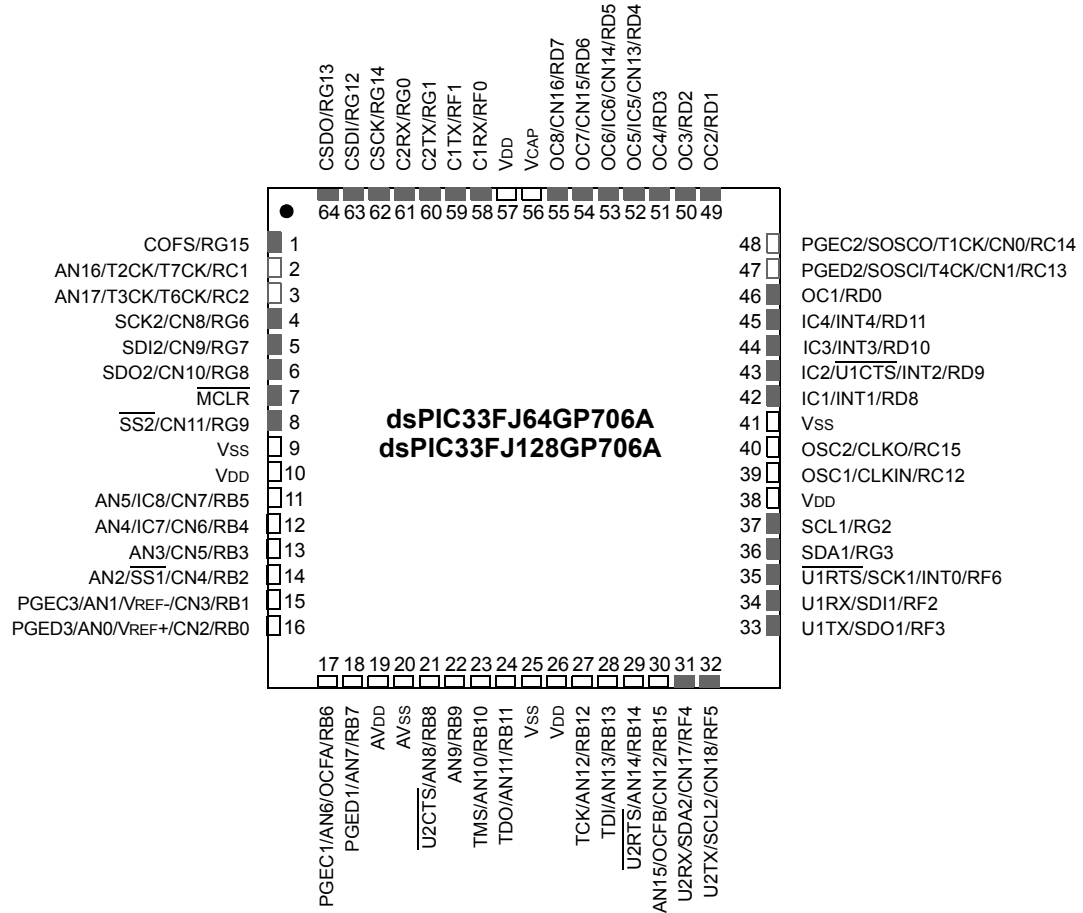 CSDO/RG13
CSDI/RG12
CSCK/RG14
C2RX/RG0
C2TX/RG1
C1TX/RF1
C1RX/RF0
VDD
VCAP
OC8/CN16/RD7
OC7/CN15/RD6
OC6/IC6/CN14/RD5
OC5/IC5/CN13/RD4
OC4/RD3
OC3/RD2
OC2/RD1
64 63 62 61 60 59 58 57 56 55 54 53 52 51 50 49
COFS/RG15 1
AN16/T2CK/T7CK/RC1 2
AN17/T3CK/T6CK/RC2 3
SCK2/CN8/RG6 4
SDI2/CN9/RG7 5
SDO2/CN10/RG8 6
MCLR 7
SS2/CN11/RG9 8
VSS 9
VDD 10
AN5/IC8/CN7/RB5 11
AN4/IC7/CN6/RB4 12
AN3/CN5/RB3 13
AN2/SS1/CN4/RB2 14
PGEC3/AN1/VREF-/CN3/RB1 15
PGED3/AN0/VREF+/CN2/RB0 16
dsPIC33FJ64GP706A
dsPIC33FJ128GP706A
48 PGEC2/SOSCO/T1CK/CN0/RC14
47 PGED2/SOSCI/T4CK/CN1/RC13
46 OC1/RD0
45 IC4/INT4/RD11
44 IC3/INT3/RD10
43 IC2/U1CTS/INT2/RD9
42 IC1/INT1/RD8
41 VSS
40 OSC2/CLKO/RC15
39 OSC1/CLKIN/RC12
38 VDD
37 SCL1/RG2
36 SDA1/RG3
35 U1RTS/SCK1/INT0/RF6
34 U1RX/SDI1/RF2
33 U1TX/SDO1/RF3
17 18 19 20 21 22 23 24 25 26 27 28 29 30 31 32
PGEC1/AN6/OCFA/RB6
PGED1/AN7/RB7
AVDD
AVSS
U2CTS/AN8/RB8
AN9/RB9
TMS/AN10/RB10
TDO/AN11/RB11
VSS
VDD
TCK/AN12/RB12
TDI/AN13/RB13
U2RTS/AN14/RB14
AN15/OCFB/CN12/RB15
U2RX/SDA2/CN17/RF4
U2TX/SCL2/CN18/RF5